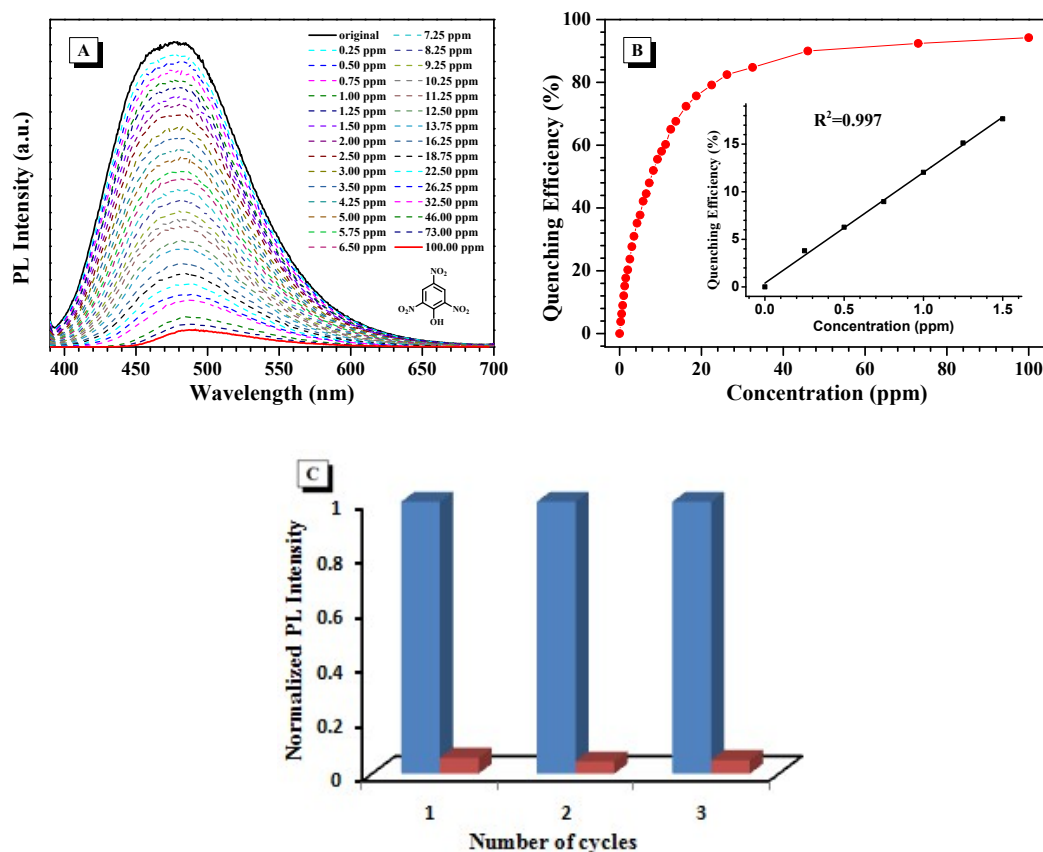 A
PL Intensity (a.u.)
original
0.25 ppm
0.50 ppm
0.75 ppm
1.00 ppm
1.25 ppm
1.50 ppm
2.00 ppm
2.50 ppm
3.00 ppm
3.50 ppm
4.25 ppm
5.00 ppm
5.75 ppm
6.50 ppm
7.25 ppm
8.25 ppm
9.25 ppm
10.25 ppm
11.25 ppm
12.50 ppm
13.75 ppm
16.25 ppm
18.75 ppm
22.50 ppm
26.25 ppm
32.50 ppm
46.00 ppm
73.00 ppm
100.00 ppm
NO₂
O₂N
NO₂
OH
400 450 500 550 600 650 700
Wavelength (nm)
B
Quenching Efficiency (%)
100
80
60
40
20
0
R²=0.997
Quenching Efficiency (%)
15
10
5
0
0.0 0.5 1.0 1.5
Concentration (ppm)
0 20 40 60 80 100
Concentration (ppm)
C
Normalized PL Intensity
1
0.8
0.6
0.4
0.2
0
1 2 3
Number of cycles